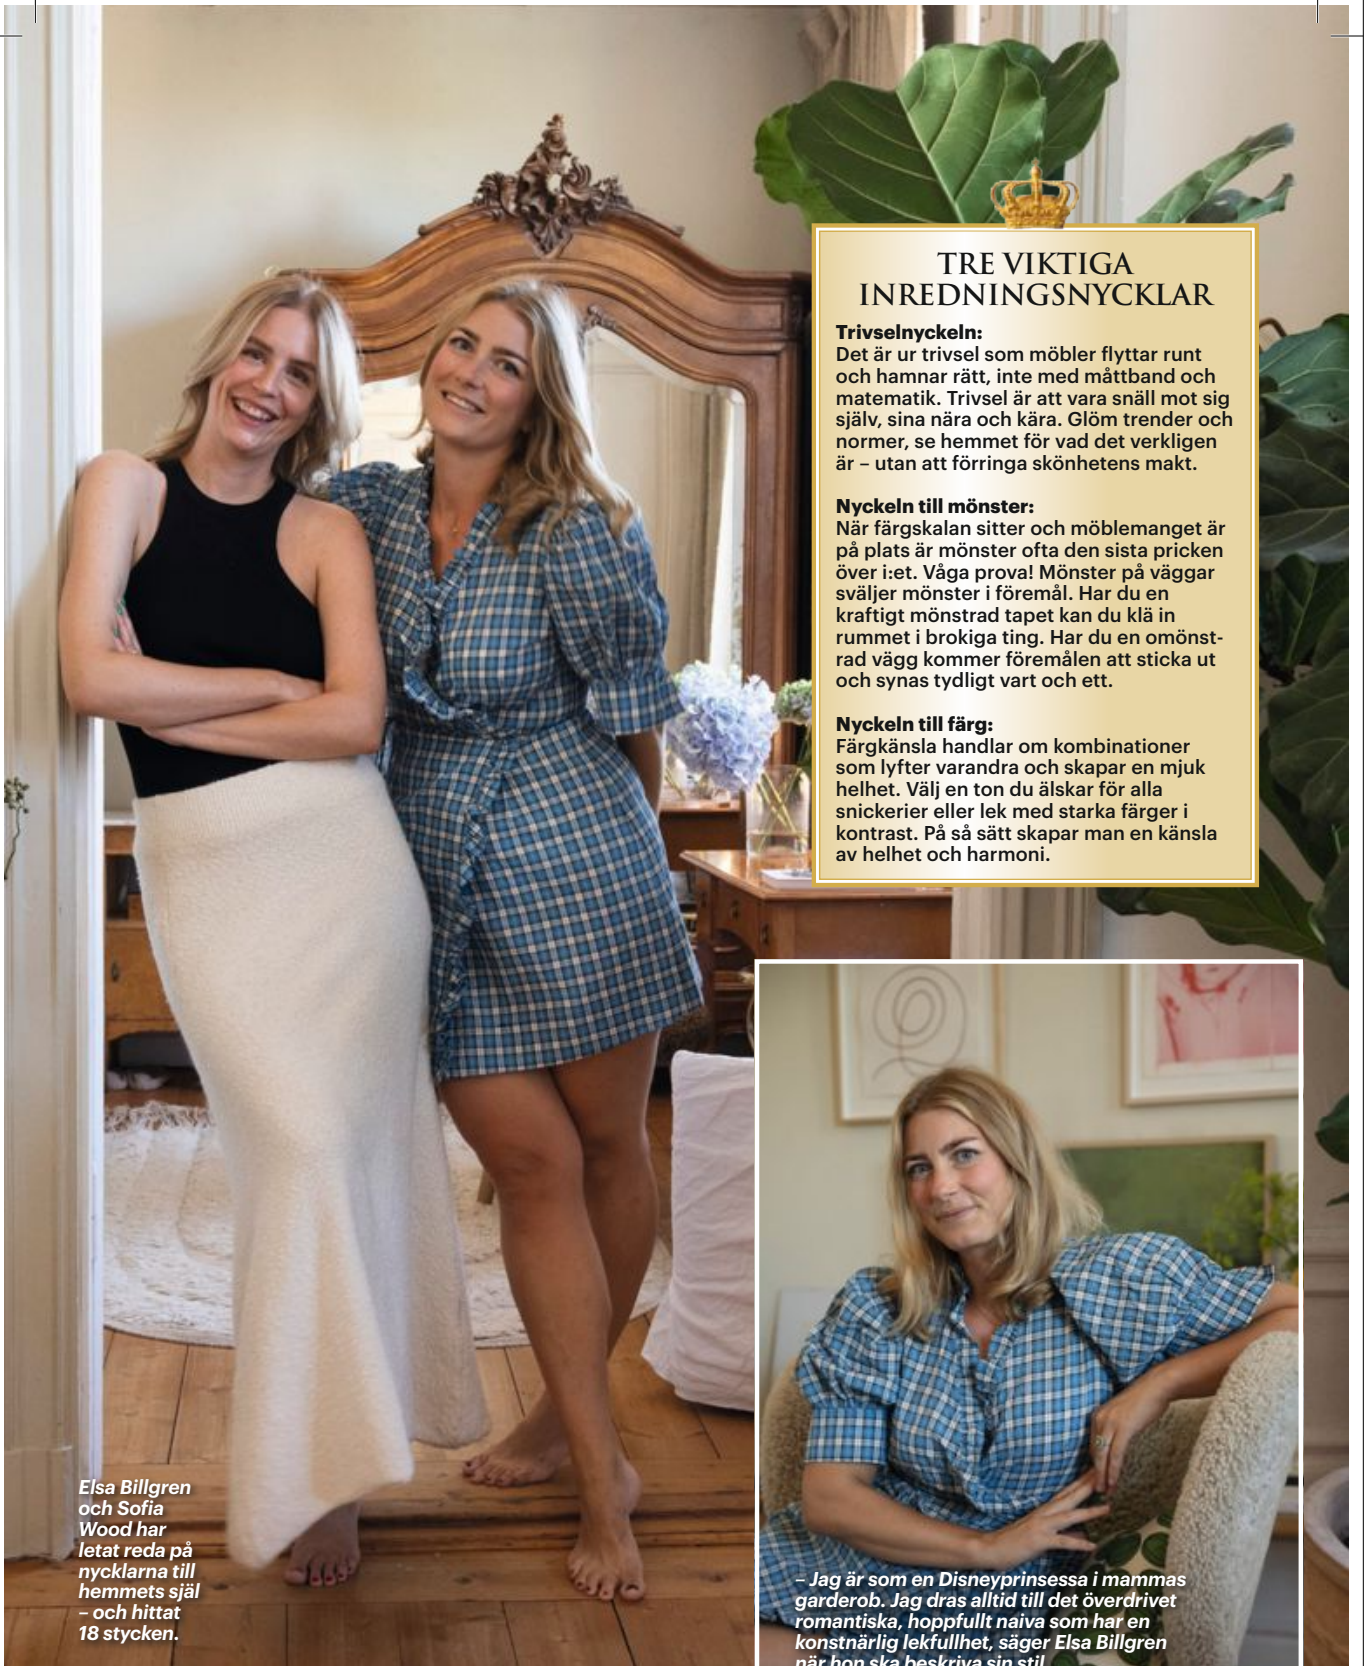 TRE VIKTIGA
INREDNINGSNYCKLAR
Trivselnyckeln:
Det är ur trivsel som möbler flyttar runt
och hamnar rätt, inte med måttband och
matematik. Trivsel är att vara snäll mot sig
själv, sina nära och kära. Glöm trender och
normer, se hemmet för vad det verkligen
är – utan att förringa skönhetens makt.
Nyckeln till mönster:
När färgskalan sitter och möblemanget är
på plats är mönster ofta den sista pricken
över i:et. Våga prova! Mönster på väggar
sväljer mönster i föremål. Har du en
kraftigt mönstrad tapet kan du klä in
rummet i brokiga ting. Har du en omönst-
rad vägg kommer föremålen att sticka ut
och synas tydligt vart och ett.
Nyckeln till färg:
Färgkänsla handlar om kombinationer
som lyfter varandra och skapar en mjuk
helhet. Välj en ton du älskar för alla
snickerier eller lek med starka färger i
kontrast. På så sätt skapar man en känsla
av helhet och harmoni.
Elsa Billgren
och Sofia
Wood har
letat reda på
nycklarna till
hemmets själ
– och hittat
18 stycken.
– Jag är som en Disneyprinsessa i mammas
garderob. Jag dras alltid till det överdrivet
romantiska, hoppfullt naiva som har en
konstnärlig lekfullhet, säger Elsa Billgren
när hon ska beskriva sin stil.